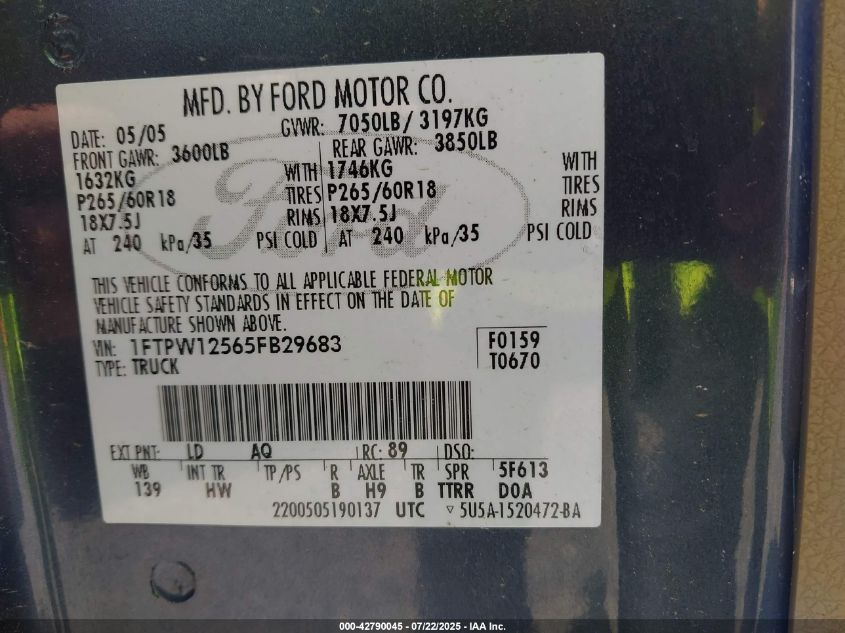 MFD. BY FORD MOTOR CO.
DATE: 05/05 GVWR: 7050LB/ 3197KG
FRONT GAWR: 3600LB REAR GAWR: 3850LB
1632KG WITH 1746KG WITH
P265/60R18 TIRES P265/60R18 TIRES
18X7.5J RIMS 18X7.5J RIMS
AT 240 kPa/35 PSI COLD AT 240 kPa/35 PSI COLD
Ford
THIS VEHICLE CONFORMS TO ALL APPLICABLE FEDERAL MOTOR
VEHICLE SAFETY STANDARDS IN EFFECT ON THE DATE OF
MANUFACTURE SHOWN ABOVE.
VIN: 1FTPW12565FB29683 F0159
TYPE: TRUCK T0670
EXT PNT: LD AQ RC: 89 DSO:
WB INT TR TP/PS R AXLE TR SPR 5F613
139 HW B H9 B TTRR DOA
2200505190137 UTC ▽ 5U5A-1520472-BA
000-42790045 - 07/22/2025 - IAA Inc.